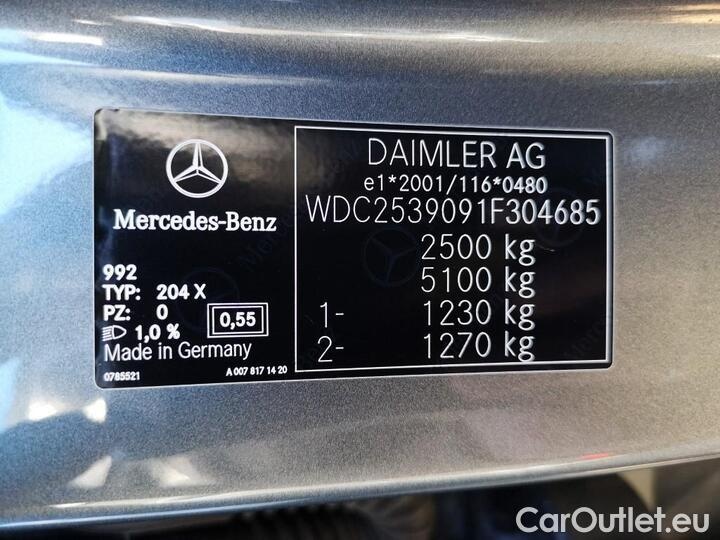 Mercedes-Benz
992
TYP: 204 X
PZ: 0
1,0 %
0,55
Made in Germany
0785521
A 007 817 14 20
DAIMLER AG
e1*2001/116*0480
WDC2539091F304685
2500 kg
5100 kg
1- 1230 kg
2- 1270 kg
CarOutlet.eu